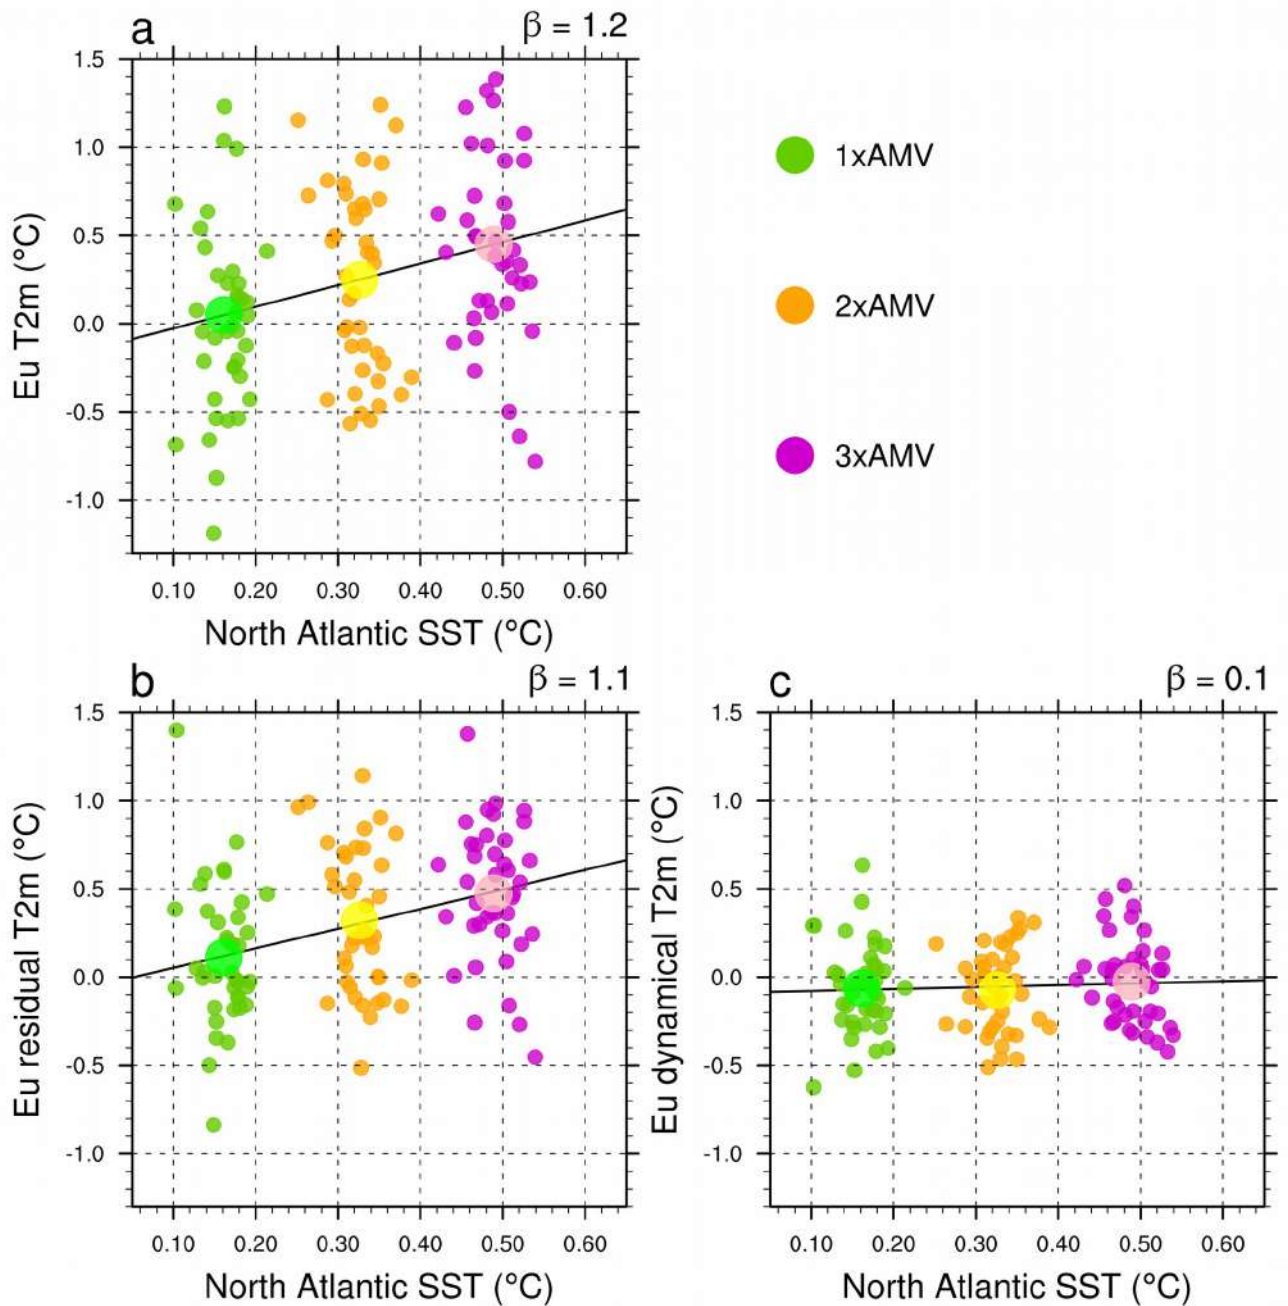 a
β = 1.2
1.5
1.0
0.5
0.0
-0.5
-1.0
Eu T2m (°C)
0.10 0.20 0.30 0.40 0.50 0.60
North Atlantic SST (°C)
1xAMV
2xAMV
3xAMV
b
β = 1.1
1.5
1.0
0.5
0.0
-0.5
-1.0
Eu residual T2m (°C)
0.10 0.20 0.30 0.40 0.50 0.60
North Atlantic SST (°C)
c
β = 0.1
1.5
1.0
0.5
0.0
-0.5
-1.0
Eu dynamical T2m (°C)
0.10 0.20 0.30 0.40 0.50 0.60
North Atlantic SST (°C)